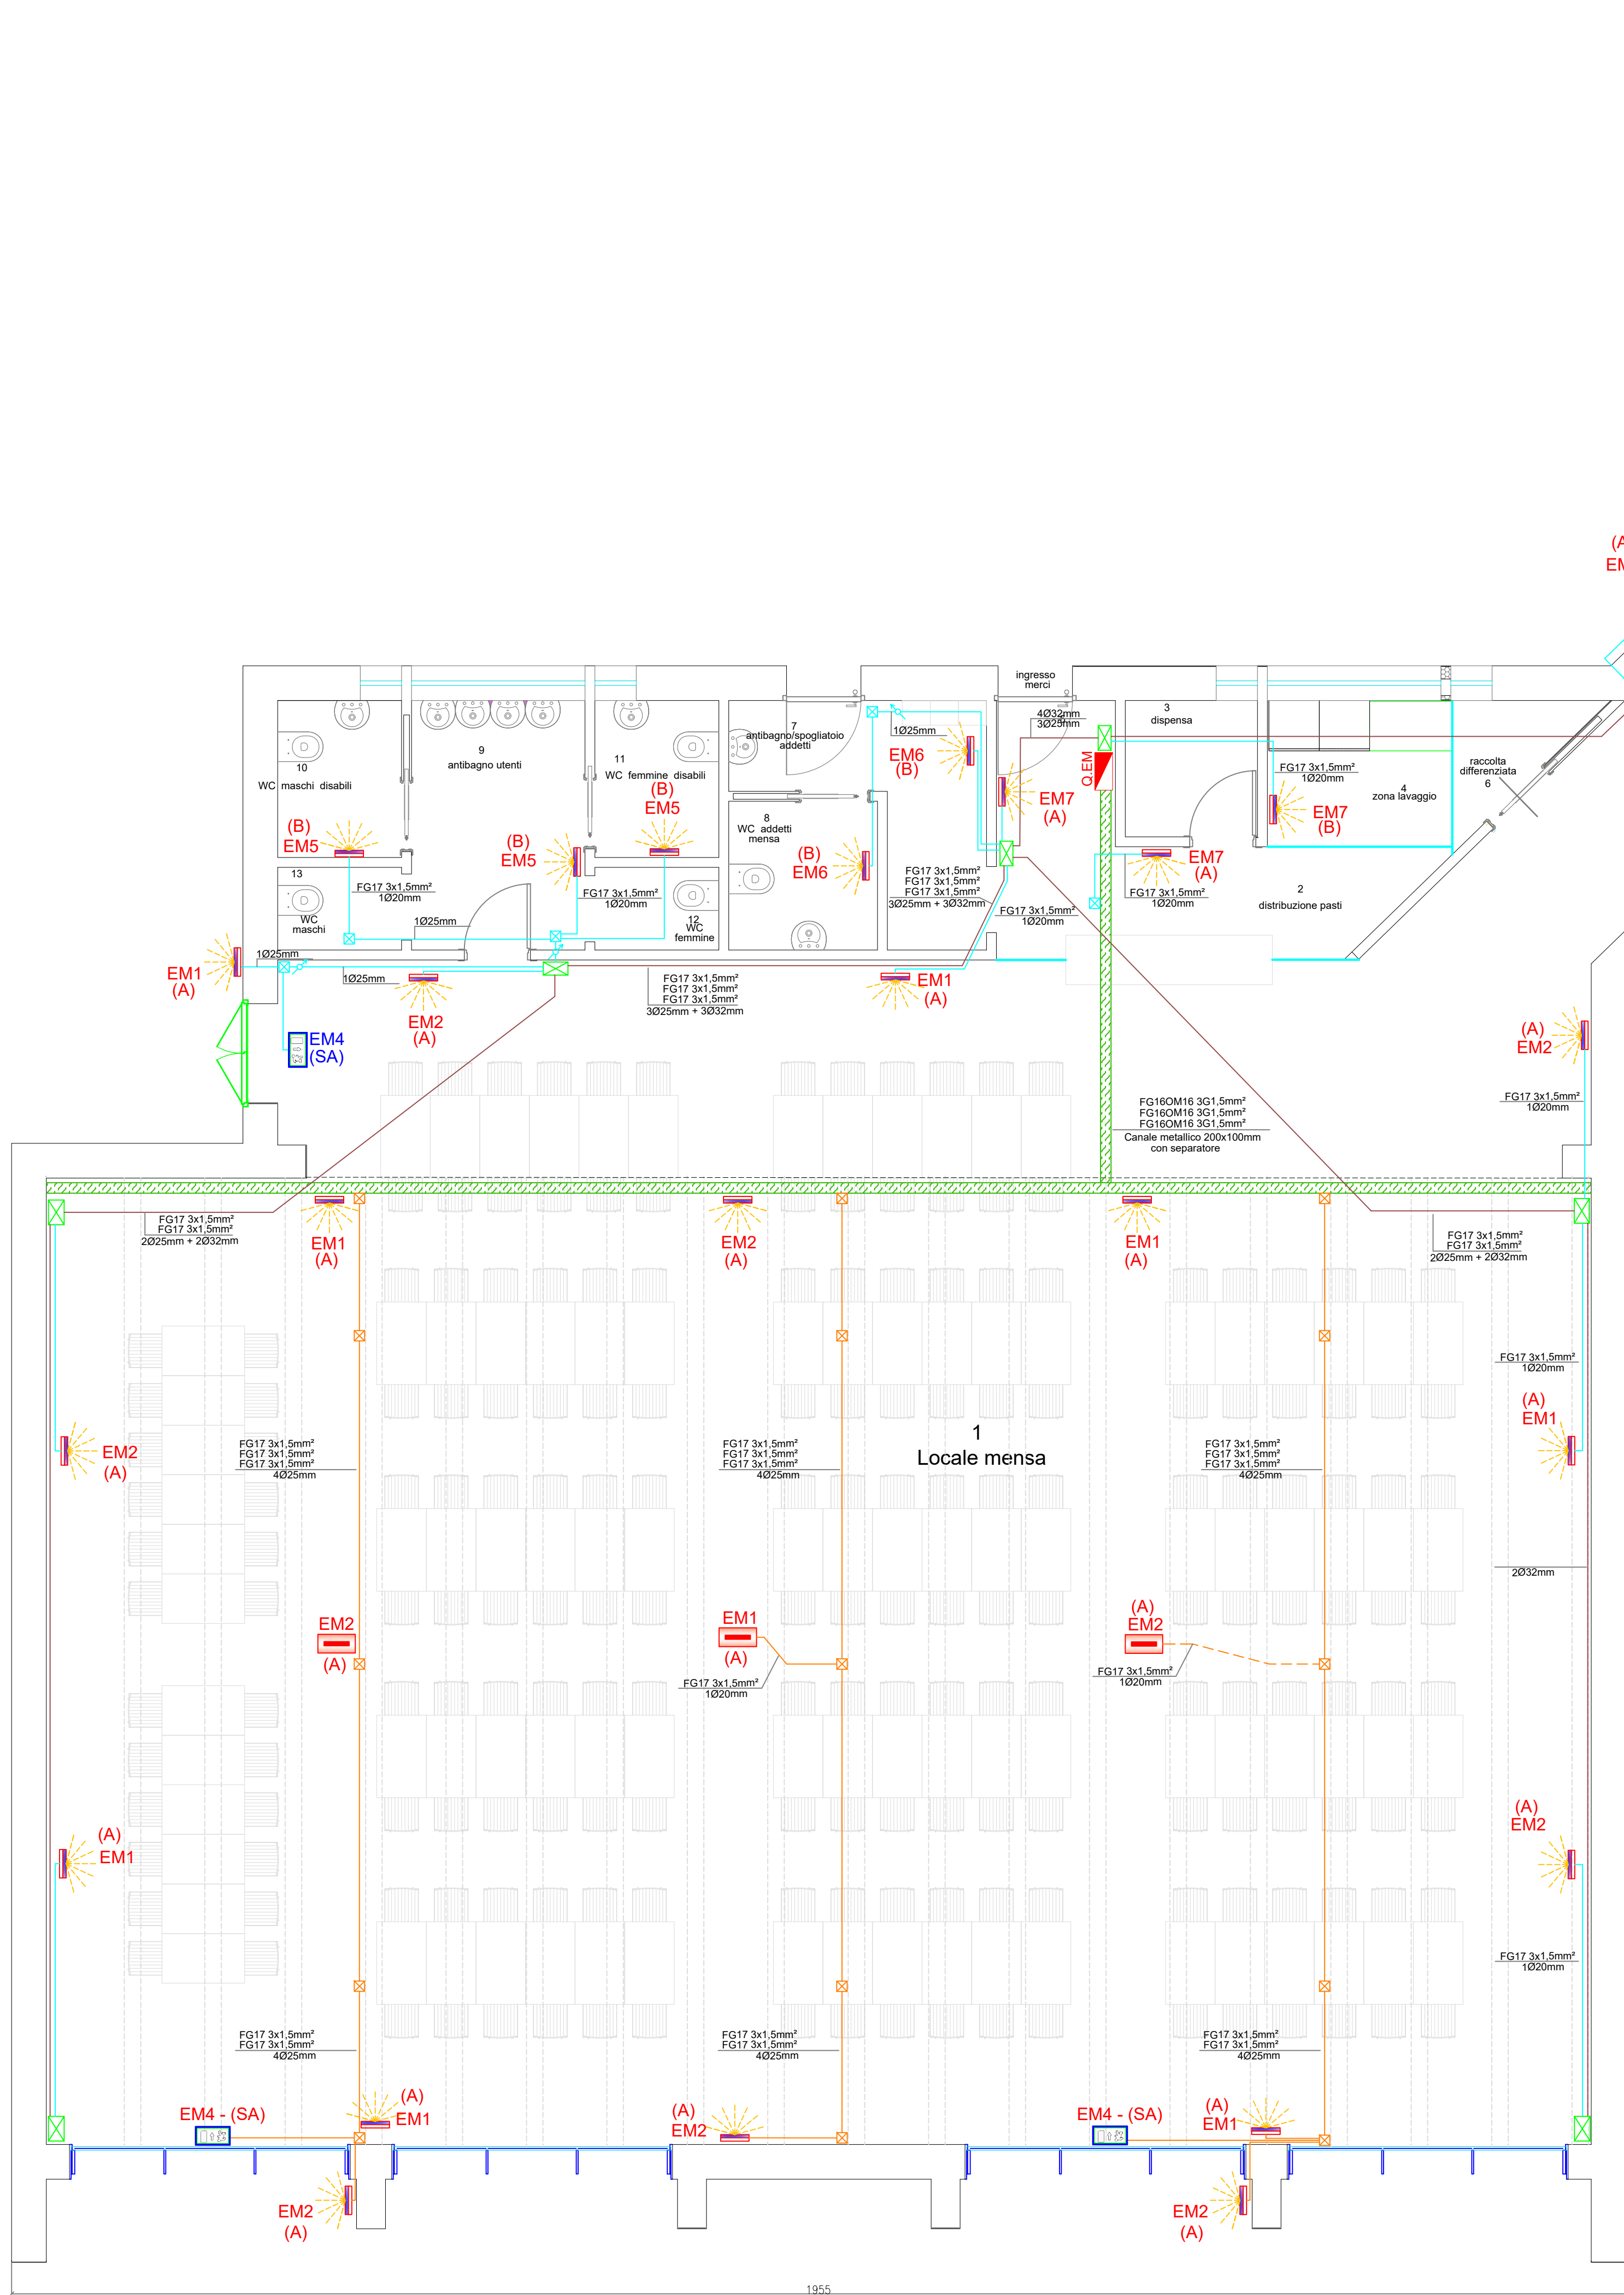 (A
EM
ingresso
merci
4Ø32mm
3Ø25mm
3
dispensa
7
antibagno/spogliatoio
addetti
1Ø25mm
EM6
(B)
Q.EM
9
antibagno utenti
10
WC maschi disabili
11
WC femmine disabili
(B)
EM5
raccolta
differenziata
6
FG17 3x1,5mm²
1Ø20mm
4
zona lavaggio
EM7
(A)
EM7
(B)
(B)
EM5
(B)
EM5
8
WC addetti
mensa
(B)
EM6
EM7
(A)
13
WC
maschi
FG17 3x1,5mm²
1Ø20mm
FG17 3x1,5mm²
1Ø20mm
12
WC
femmine
1Ø25mm
FG17 3x1,5mm²
FG17 3x1,5mm²
FG17 3x1,5mm²
3Ø25mm + 3Ø32mm
FG17 3x1,5mm²
1Ø20mm
FG17 3x1,5mm²
1Ø20mm
2
distribuzione pasti
1Ø25mm
EM1
(A)
1Ø25mm
EM2
(A)
FG17 3x1,5mm²
FG17 3x1,5mm²
FG17 3x1,5mm²
3Ø25mm + 3Ø32mm
EM1
(A)
EM4
(SA)
(A)
EM2
FG17 3x1,5mm²
1Ø20mm
FG16OM16 3G1,5mm²
FG16OM16 3G1,5mm²
FG16OM16 3G1,5mm²
Canale metallico 200x100mm
con separatore
FG17 3x1,5mm²
FG17 3x1,5mm²
2Ø25mm + 2Ø32mm
EM1
(A)
EM2
(A)
EM1
(A)
FG17 3x1,5mm²
FG17 3x1,5mm²
2Ø25mm + 2Ø32mm
FG17 3x1,5mm²
1Ø20mm
(A)
EM1
EM2
(A)
FG17 3x1,5mm²
FG17 3x1,5mm²
FG17 3x1,5mm²
4Ø25mm
FG17 3x1,5mm²
FG17 3x1,5mm²
FG17 3x1,5mm²
4Ø25mm
1
Locale mensa
FG17 3x1,5mm²
FG17 3x1,5mm²
FG17 3x1,5mm²
4Ø25mm
2Ø32mm
EM2
(A)
EM1
(A)
FG17 3x1,5mm²
1Ø20mm
(A)
EM2
FG17 3x1,5mm²
1Ø20mm
(A)
EM1
(A)
EM2
FG17 3x1,5mm²
1Ø20mm
FG17 3x1,5mm²
FG17 3x1,5mm²
4Ø25mm
FG17 3x1,5mm²
FG17 3x1,5mm²
4Ø25mm
FG17 3x1,5mm²
FG17 3x1,5mm²
4Ø25mm
EM4 - (SA)
(A)
EM1
(A)
EM2
EM4 - (SA)
(A)
EM1
EM2
(A)
EM2
(A)
1955